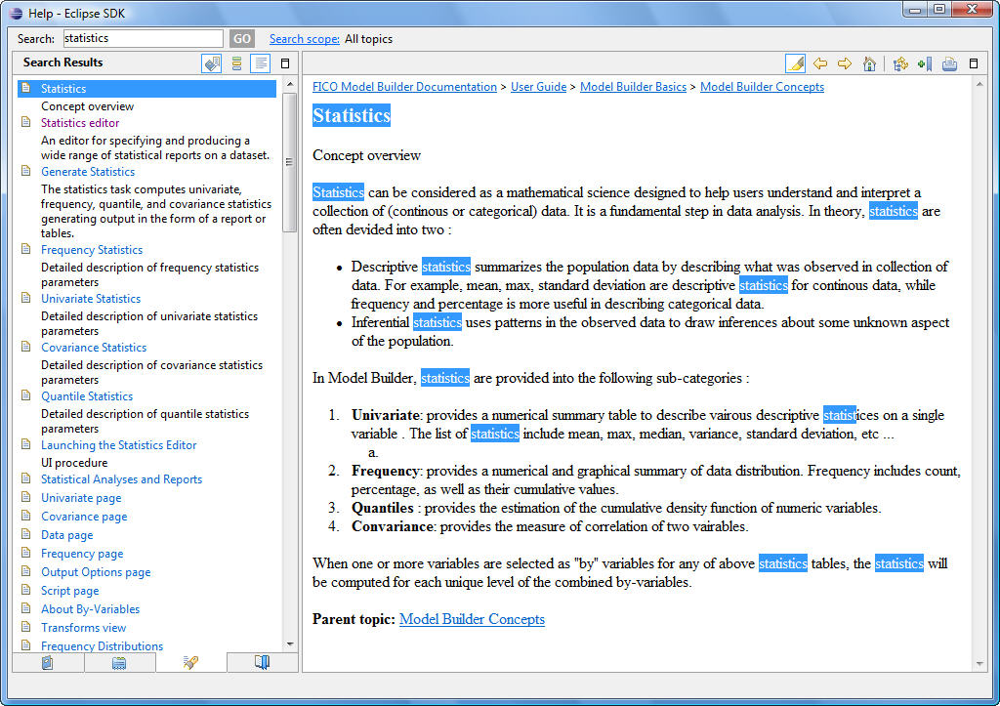 Help - Eclipse SDK
Search: statistics GO Search scope: All topics
Search Results
Statistics
Concept overview
Statistics editor
An editor for specifying and producing a
wide range of statistical reports on a dataset.
Generate Statistics
The statistics task computes univariate,
frequency, quantile, and covariance statistics
generating output in the form of a report or
tables.
Frequency Statistics
Detailed description of frequency statistics
parameters
Univariate Statistics
Detailed description of univariate statistics
parameters
Covariance Statistics
Detailed description of covariance statistics
parameters
Quantile Statistics
Detailed description of quantile statistics
parameters
Launching the Statistics Editor
UI procedure
Statistical Analyses and Reports
Univariate page
Covariance page
Data page
Frequency page
Output Options page
Script page
About By-Variables
Transforms view
Frequency Distributions
FICO Model Builder Documentation > User Guide > Model Builder Basics > Model Builder Concepts
Statistics
Concept overview
Statistics can be considered as a mathematical science designed to help users understand and interpret a
collection of (continous or categorical) data. It is a fundamental step in data analysis. In theory, statistics are
often devided into two :
• Descriptive statistics summarizes the population data by describing what was observed in collection of
data. For example, mean, max, standard deviation are descriptive statistics for continous data, while
frequency and percentage is more useful in describing categorical data.
• Inferential statistics uses patterns in the observed data to draw inferences about some unknown aspect
of the population.
In Model Builder, statistics are provided into the following sub-categories :
1. Univariate: provides a numerical summary table to describe vairous descriptive statistices on a single
variable . The list of statistics include mean, max, median, variance, standard deviation, etc ...
a.
2. Frequency: provides a numerical and graphical summary of data distribution. Frequency includes count,
percentage, as well as their cumulative values.
3. Quantiles : provides the estimation of the cumulative density function of numeric variables.
4. Convariance: provides the measure of correlation of two vairables.
When one or more variables are selected as "by" variables for any of above statistics tables, the statistics will
be computed for each unique level of the combined by-variables.
Parent topic: Model Builder Concepts